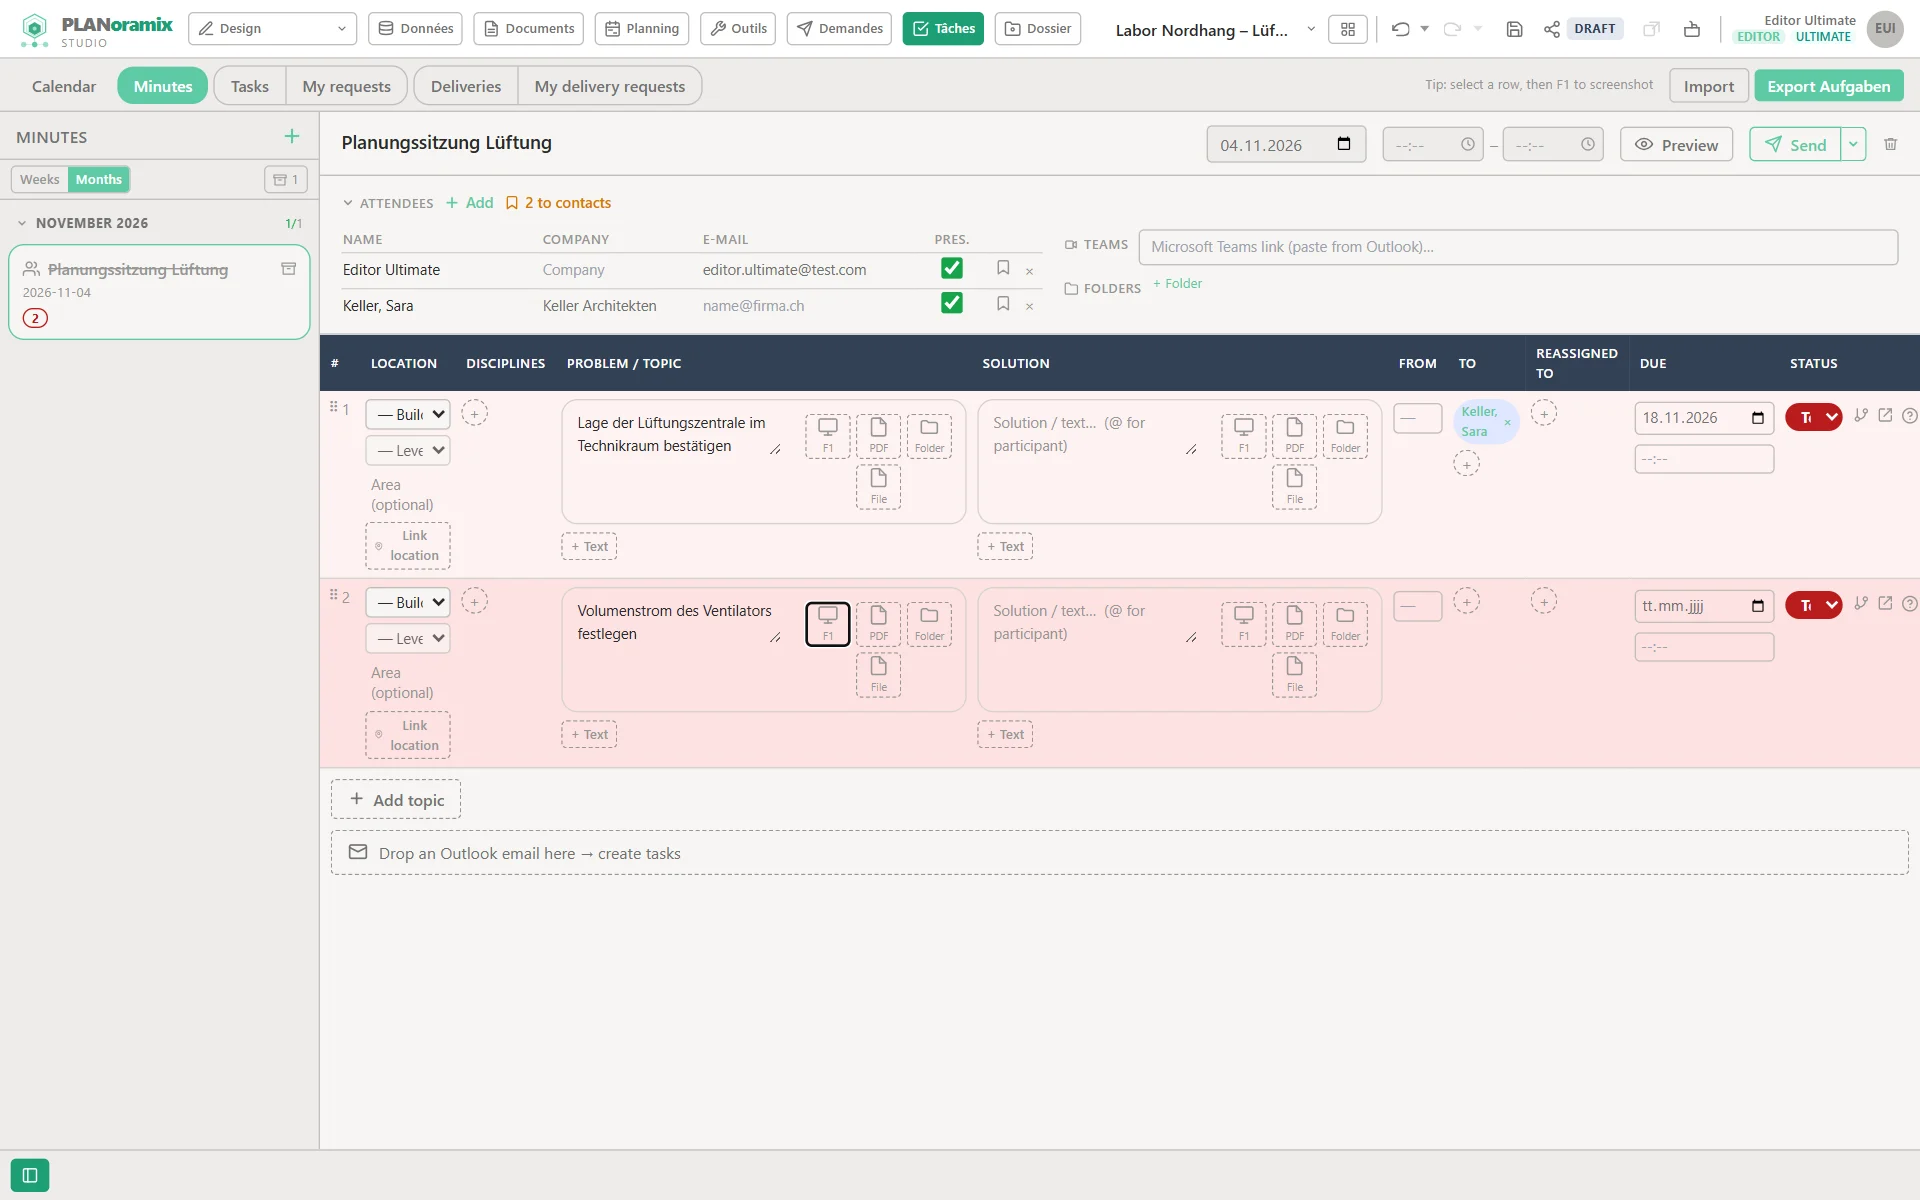 PLANoramix
STUDIO
Design
Données
Documents
Planning
Outils
Demandes
Tâches
Dossier
Labor Nordhang – Lüf...
DRAFT
Editor Ultimate
EDITOR
ULTIMATE
EUI
Calendar
Minutes
Tasks
My requests
Deliveries
My delivery requests
Tip: select a row, then F1 to screenshot
Import
Export Aufgaben
MINUTES
Weeks
Months
1
NOVEMBER 2026
1/1
Planungssitzung Lüftung
2026-11-04
2
Planungssitzung Lüftung
04.11.2026
--:--
–
--:--
Preview
Send
ATTENDEES
+ Add
2 to contacts
NAME
COMPANY
E-MAIL
PRES.
Editor Ultimate
Company
editor.ultimate@test.com
×
Keller, Sara
Keller Architekten
name@firma.ch
×
TEAMS
Microsoft Teams link (paste from Outlook)...
FOLDERS
+ Folder
#
LOCATION
DISCIPLINES
PROBLEM / TOPIC
SOLUTION
FROM
TO
REASSIGNED
TO
DUE
STATUS
1
— Buil
— Leve
Area
(optional)
Link
location
+
Lage der Lüftungszentrale im
Technikraum bestätigen
F1
PDF
Folder
File
+ Text
Solution / text... (@ for
participant)
F1
PDF
Folder
File
+ Text
—
Keller,
Sara
×
+
+
18.11.2026
--:--
2
— Buil
— Leve
Area
(optional)
Link
location
+
Volumenstrom des Ventilators
festlegen
F1
PDF
Folder
File
+ Text
Solution / text... (@ for
participant)
F1
PDF
Folder
File
+ Text
—
+
+
tt.mm.jjjj
--:--
+ Add topic
Drop an Outlook email here → create tasks